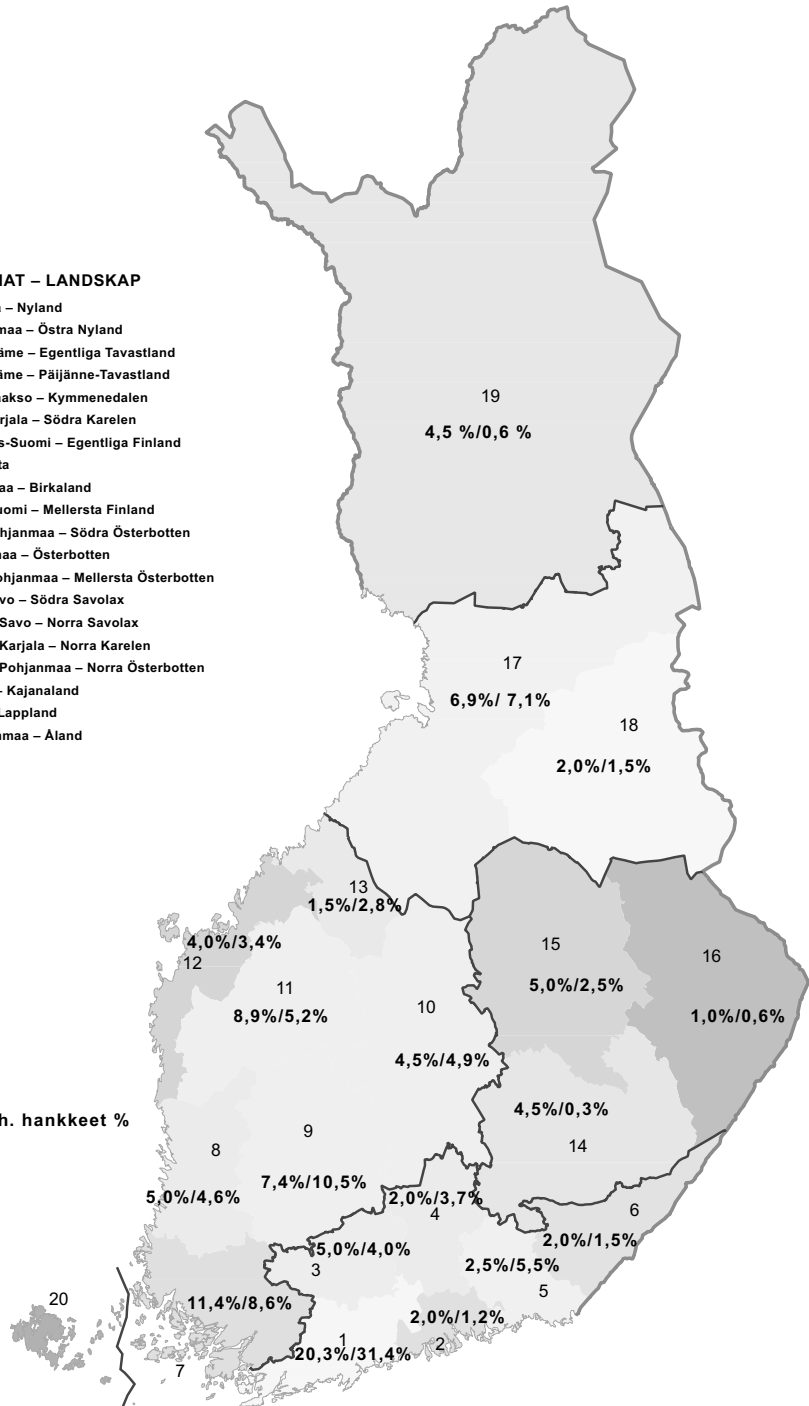 – LANDSKAP
– Nyland
maa – Östra Nyland
äme – Egentliga Tavastland
äme – Päijänne-Tavastland
akso – Kymmenedalen
rjala – Södra Karelen
s-Suomi – Egentliga Finland
ta
aa – Birkaland
uomi – Mellersta Finland
hjanmaa – Södra Österbotten
aa – Österbotten
ohjanmaa – Mellersta Österbotten
vo – Södra Savolax
Savo – Norra Savolax
Karjala – Norra Karelen
Pohjanmaa – Norra Österbotten
– Kajanaland
Lappland
maa – Åland
19
4,5 %/0,6 %
17
6,9%/ 7,1%
18
2,0%/1,5%
13
1,5%/2,8%
4,0%/3,4%
12
15
5,0%/2,5%
16
1,0%/0,6%
11
8,9%/5,2%
10
4,5%/4,9%
h. hankkeet %
4,5%/0,3%
14
9
7,4%/10,5%
8
5,0%/4,6%
2,0%/3,7%
4
6
2,0%/1,5%
5,0%/4,0%
3
2,5%/5,5%
5
11,4%/8,6%
7
2,0%/1,2%
2
1
20,3%/31,4%
20